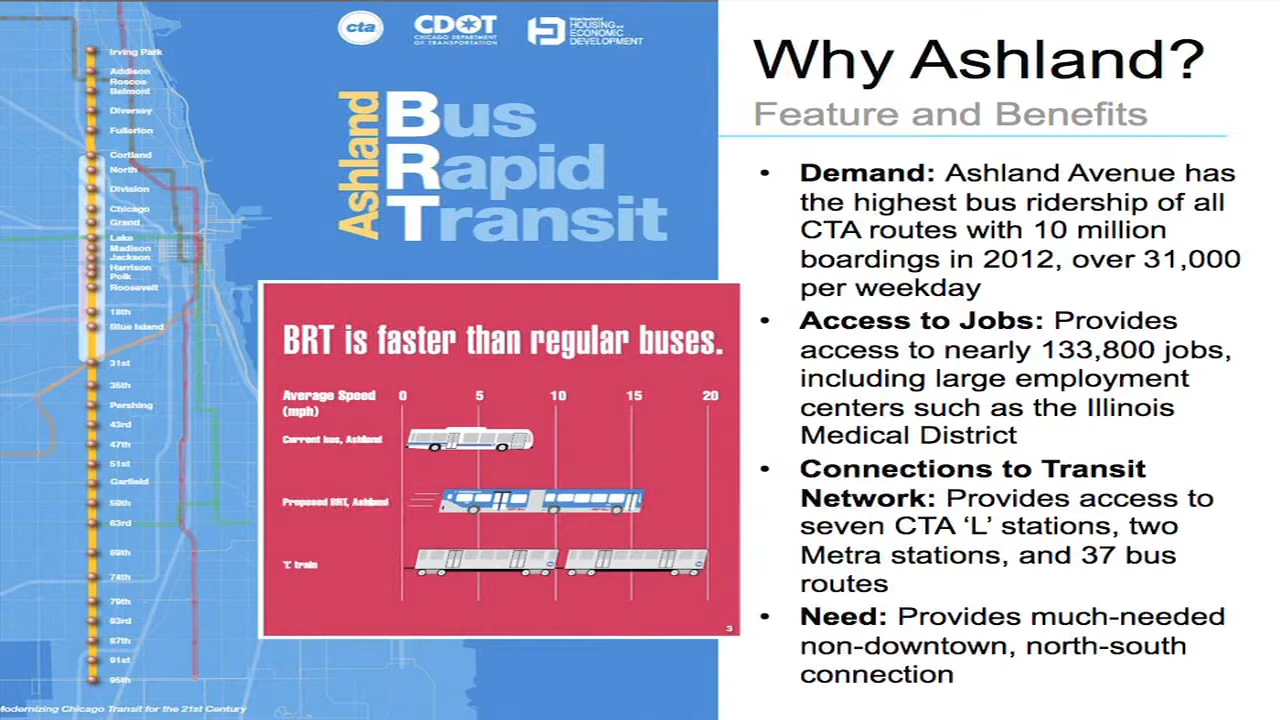 cta
CDOT
CHICAGO DEPARTMENT
OF TRANSPORTATION
HOUSING AND
ECONOMIC
DEVELOPMENT
Ashland
Bus
Rapid
Transit
Irving Park
Addison
Roscoe
Belmont
Diversey
Fullerton
Cortland
North
Division
Chicago
Grand
Lake
Madison
Jackson
Harrison
Polk
Roosevelt
18th
Blue Island
31st
35th
Pershing
43rd
47th
51st
Garfield
59th
63rd
69th
74th
79th
83rd
87th
91st
95th
Modernizing Chicago Transit for the 21st Century
BRT is faster than regular buses.
Average Speed
(mph)
0 5 10 15 20
Current bus, Ashland
Proposed BRT, Ashland
'L' train
3
Why Ashland?
Feature and Benefits
• Demand: Ashland Avenue has
the highest bus ridership of all
CTA routes with 10 million
boardings in 2012, over 31,000
per weekday
• Access to Jobs: Provides
access to nearly 133,800 jobs,
including large employment
centers such as the Illinois
Medical District
• Connections to Transit
Network: Provides access to
seven CTA ‘L’ stations, two
Metra stations, and 37 bus
routes
• Need: Provides much-needed
non-downtown, north-south
connection